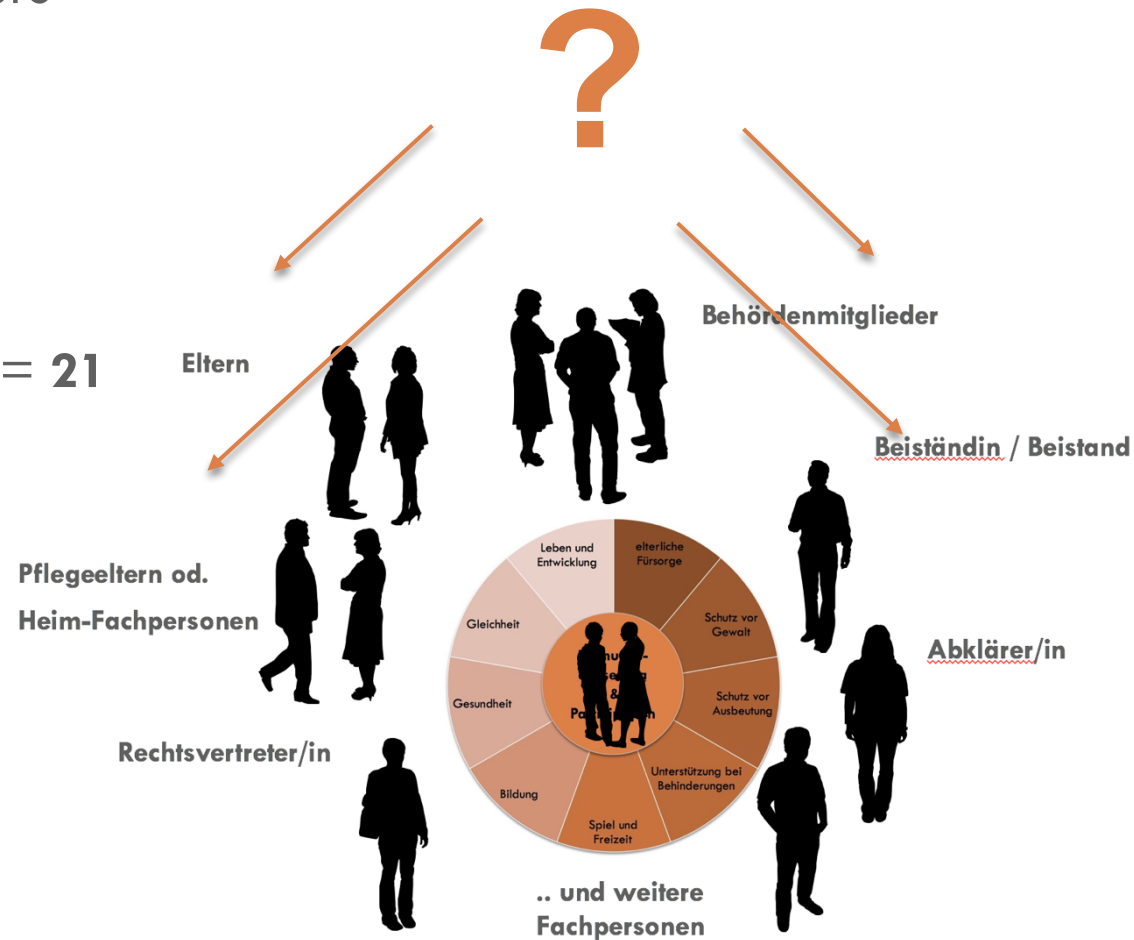 ?
Behördenmitglieder
Eltern
= 21
Beiständin / Beistand
Pflegeeltern od.
Heim-Fachpersonen
Abklärer/in
Rechtsvertreter/in
Leben und
Entwicklung
elterliche
Fürsorge
Schutz vor
Gewalt
Schutz vor
Ausbeutung
Unterstützung bei
Behinderungen
Spiel und
Freizeit
Bildung
Gesundheit
Gleichheit
&
.. und weitere
Fachpersonen